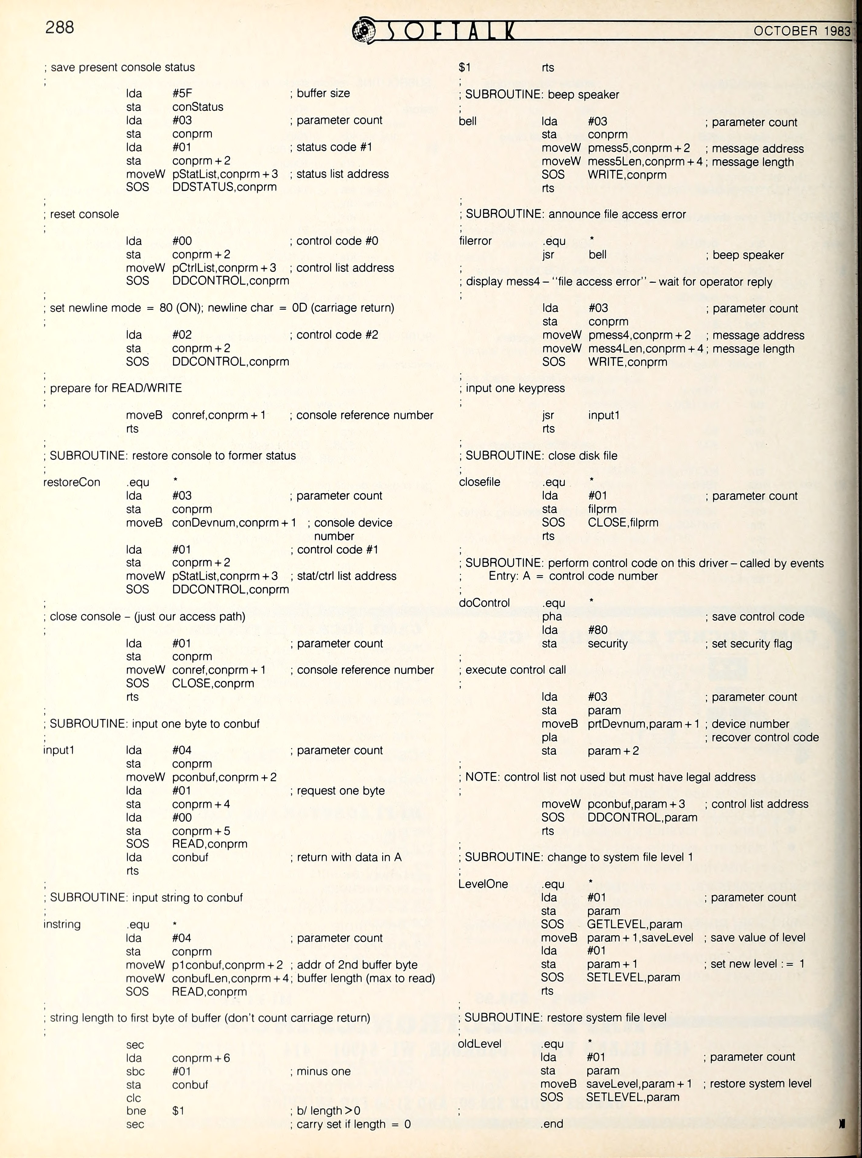 288
SOFTALK
OCTOBER 1983
; save present console status
;
lda #5F ; buffer size
sta conStatus
lda #03 ; parameter count
sta conprm
lda #01 ; status code #1
sta conprm + 2
moveW pStatList,conprm + 3 ; status list address
SOS DDSTATUS,conprm
;
; reset console
;
lda #00 ; control code #0
sta conprm + 2
moveW pCtrlList,conprm + 3 ; control list address
SOS DDCONTROL,conprm
;
; set newline mode = 80 (ON); newline char = 0D (carriage return)
;
lda #02 ; control code #2
sta conprm + 2
SOS DDCONTROL,conprm
;
; prepare for READ/WRITE
;
moveB conref,conprm + 1 ; console reference number
rts
;
; SUBROUTINE: restore console to former status
;
restoreCon .equ *
lda #03 ; parameter count
sta conprm
moveB conDevnum,conprm + 1 ; console device
number
lda #01 ; control code #1
sta conprm + 2
moveW pStatList,conprm + 3 ; stat/ctrl list address
SOS DDCONTROL,conprm
;
; close console – (just our access path)
;
lda #01 ; parameter count
sta conprm
moveW conref,conprm + 1 ; console reference number
SOS CLOSE,conprm
rts
;
; SUBROUTINE: input one byte to conbuf
;
input1 lda #04 ; parameter count
sta conprm
moveW pconbuf,conprm + 2
lda #01 ; request one byte
sta conprm + 4
lda #00
sta conprm + 5
SOS READ,conprm
lda conbuf ; return with data in A
rts
;
; SUBROUTINE: input string to conbuf
;
instring .equ *
lda #04 ; parameter count
sta conprm
moveW p1conbuf,conprm + 2 ; addr of 2nd buffer byte
moveW conbufLen,conprm + 4; buffer length (max to read)
SOS READ,conprm
;
; string length to first byte of buffer (don't count carriage return)
;
sec
lda conprm + 6
sbc #01 ; minus one
sta conbuf
clc
bne $1 ; b/ length>0
sec ; carry set if length = 0
$1 rts
;
; SUBROUTINE: beep speaker
;
bell lda #03 ; parameter count
sta conprm
moveW pmess5,conprm + 2 ; message address
moveW mess5Len,conprm + 4 ; message length
SOS WRITE,conprm
rts
;
; SUBROUTINE: announce file access error
;
filerror .equ *
jsr bell ; beep speaker
;
; display mess4 – "file access error" – wait for operator reply
;
lda #03 ; parameter count
sta conprm
moveW pmess4,conprm + 2 ; message address
moveW mess4Len,conprm + 4 ; message length
SOS WRITE,conprm
;
; input one keypress
;
jsr input1
rts
;
; SUBROUTINE: close disk file
;
closefile .equ *
lda #01 ; parameter count
sta filprm
SOS CLOSE,filprm
rts
;
; SUBROUTINE: perform control code on this driver – called by events
; Entry: A = control code number
;
doControl .equ *
pha ; save control code
lda #80
sta security ; set security flag
;
; execute control call
;
lda #03 ; parameter count
sta param
moveB prtDevnum,param + 1 ; device number
pla ; recover control code
sta param + 2
;
; NOTE: control list not used but must have legal address
;
moveW pconbuf,param + 3 ; control list address
SOS DDCONTROL,param
rts
;
; SUBROUTINE: change to system file level 1
;
LevelOne .equ *
lda #01 ; parameter count
sta param
SOS GETLEVEL,param
moveB param + 1,saveLevel ; save value of level
lda #01
sta param + 1 ; set new level : = 1
SOS SETLEVEL,param
rts
;
; SUBROUTINE: restore system file level
;
oldLevel .equ *
lda #01 ; parameter count
sta param
moveB saveLevel,param + 1 ; restore system level
SOS SETLEVEL,param
;
.end